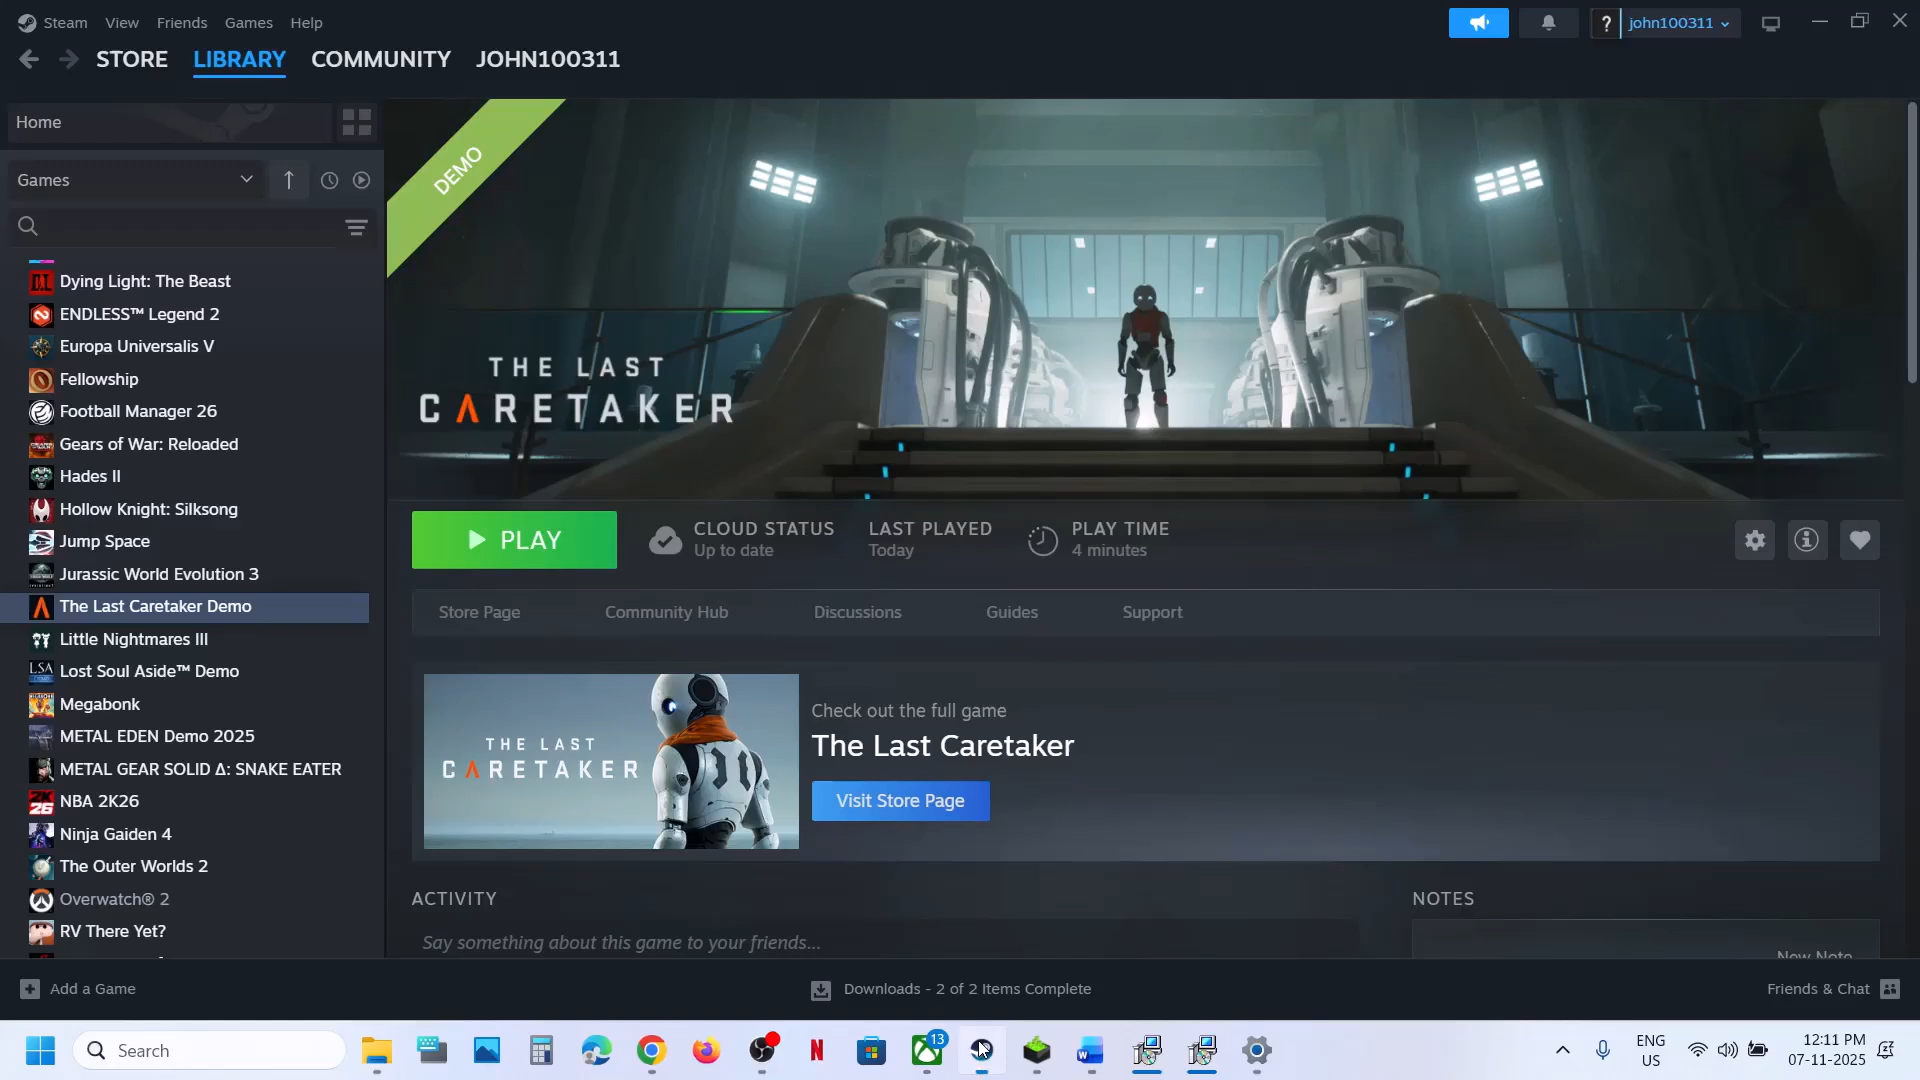 Steam View Friends Games Help
? john100311
STORE LIBRARY COMMUNITY JOHN100311
Home
Games
Dying Light: The Beast
ENDLESS™ Legend 2
Europa Universalis V
Fellowship
Football Manager 26
Gears of War: Reloaded
Hades II
Hollow Knight: Silksong
Jump Space
Jurassic World Evolution 3
The Last Caretaker Demo
Little Nightmares III
Lost Soul Aside™ Demo
Megabonk
METAL EDEN Demo 2025
METAL GEAR SOLID Δ: SNAKE EATER
NBA 2K26
Ninja Gaiden 4
The Outer Worlds 2
Overwatch® 2
RV There Yet?
DEMO
THE LAST
CARETAKER
PLAY
CLOUD STATUS
Up to date
LAST PLAYED
Today
PLAY TIME
4 minutes
Store Page Community Hub Discussions Guides Support
THE LAST
CARETAKER
Check out the full game
The Last Caretaker
Visit Store Page
ACTIVITY
Say something about this game to your friends...
NOTES
New Note
Add a Game
Downloads - 2 of 2 Items Complete
Friends & Chat
Search
13
ENG
US
12:11 PM
07-11-2025